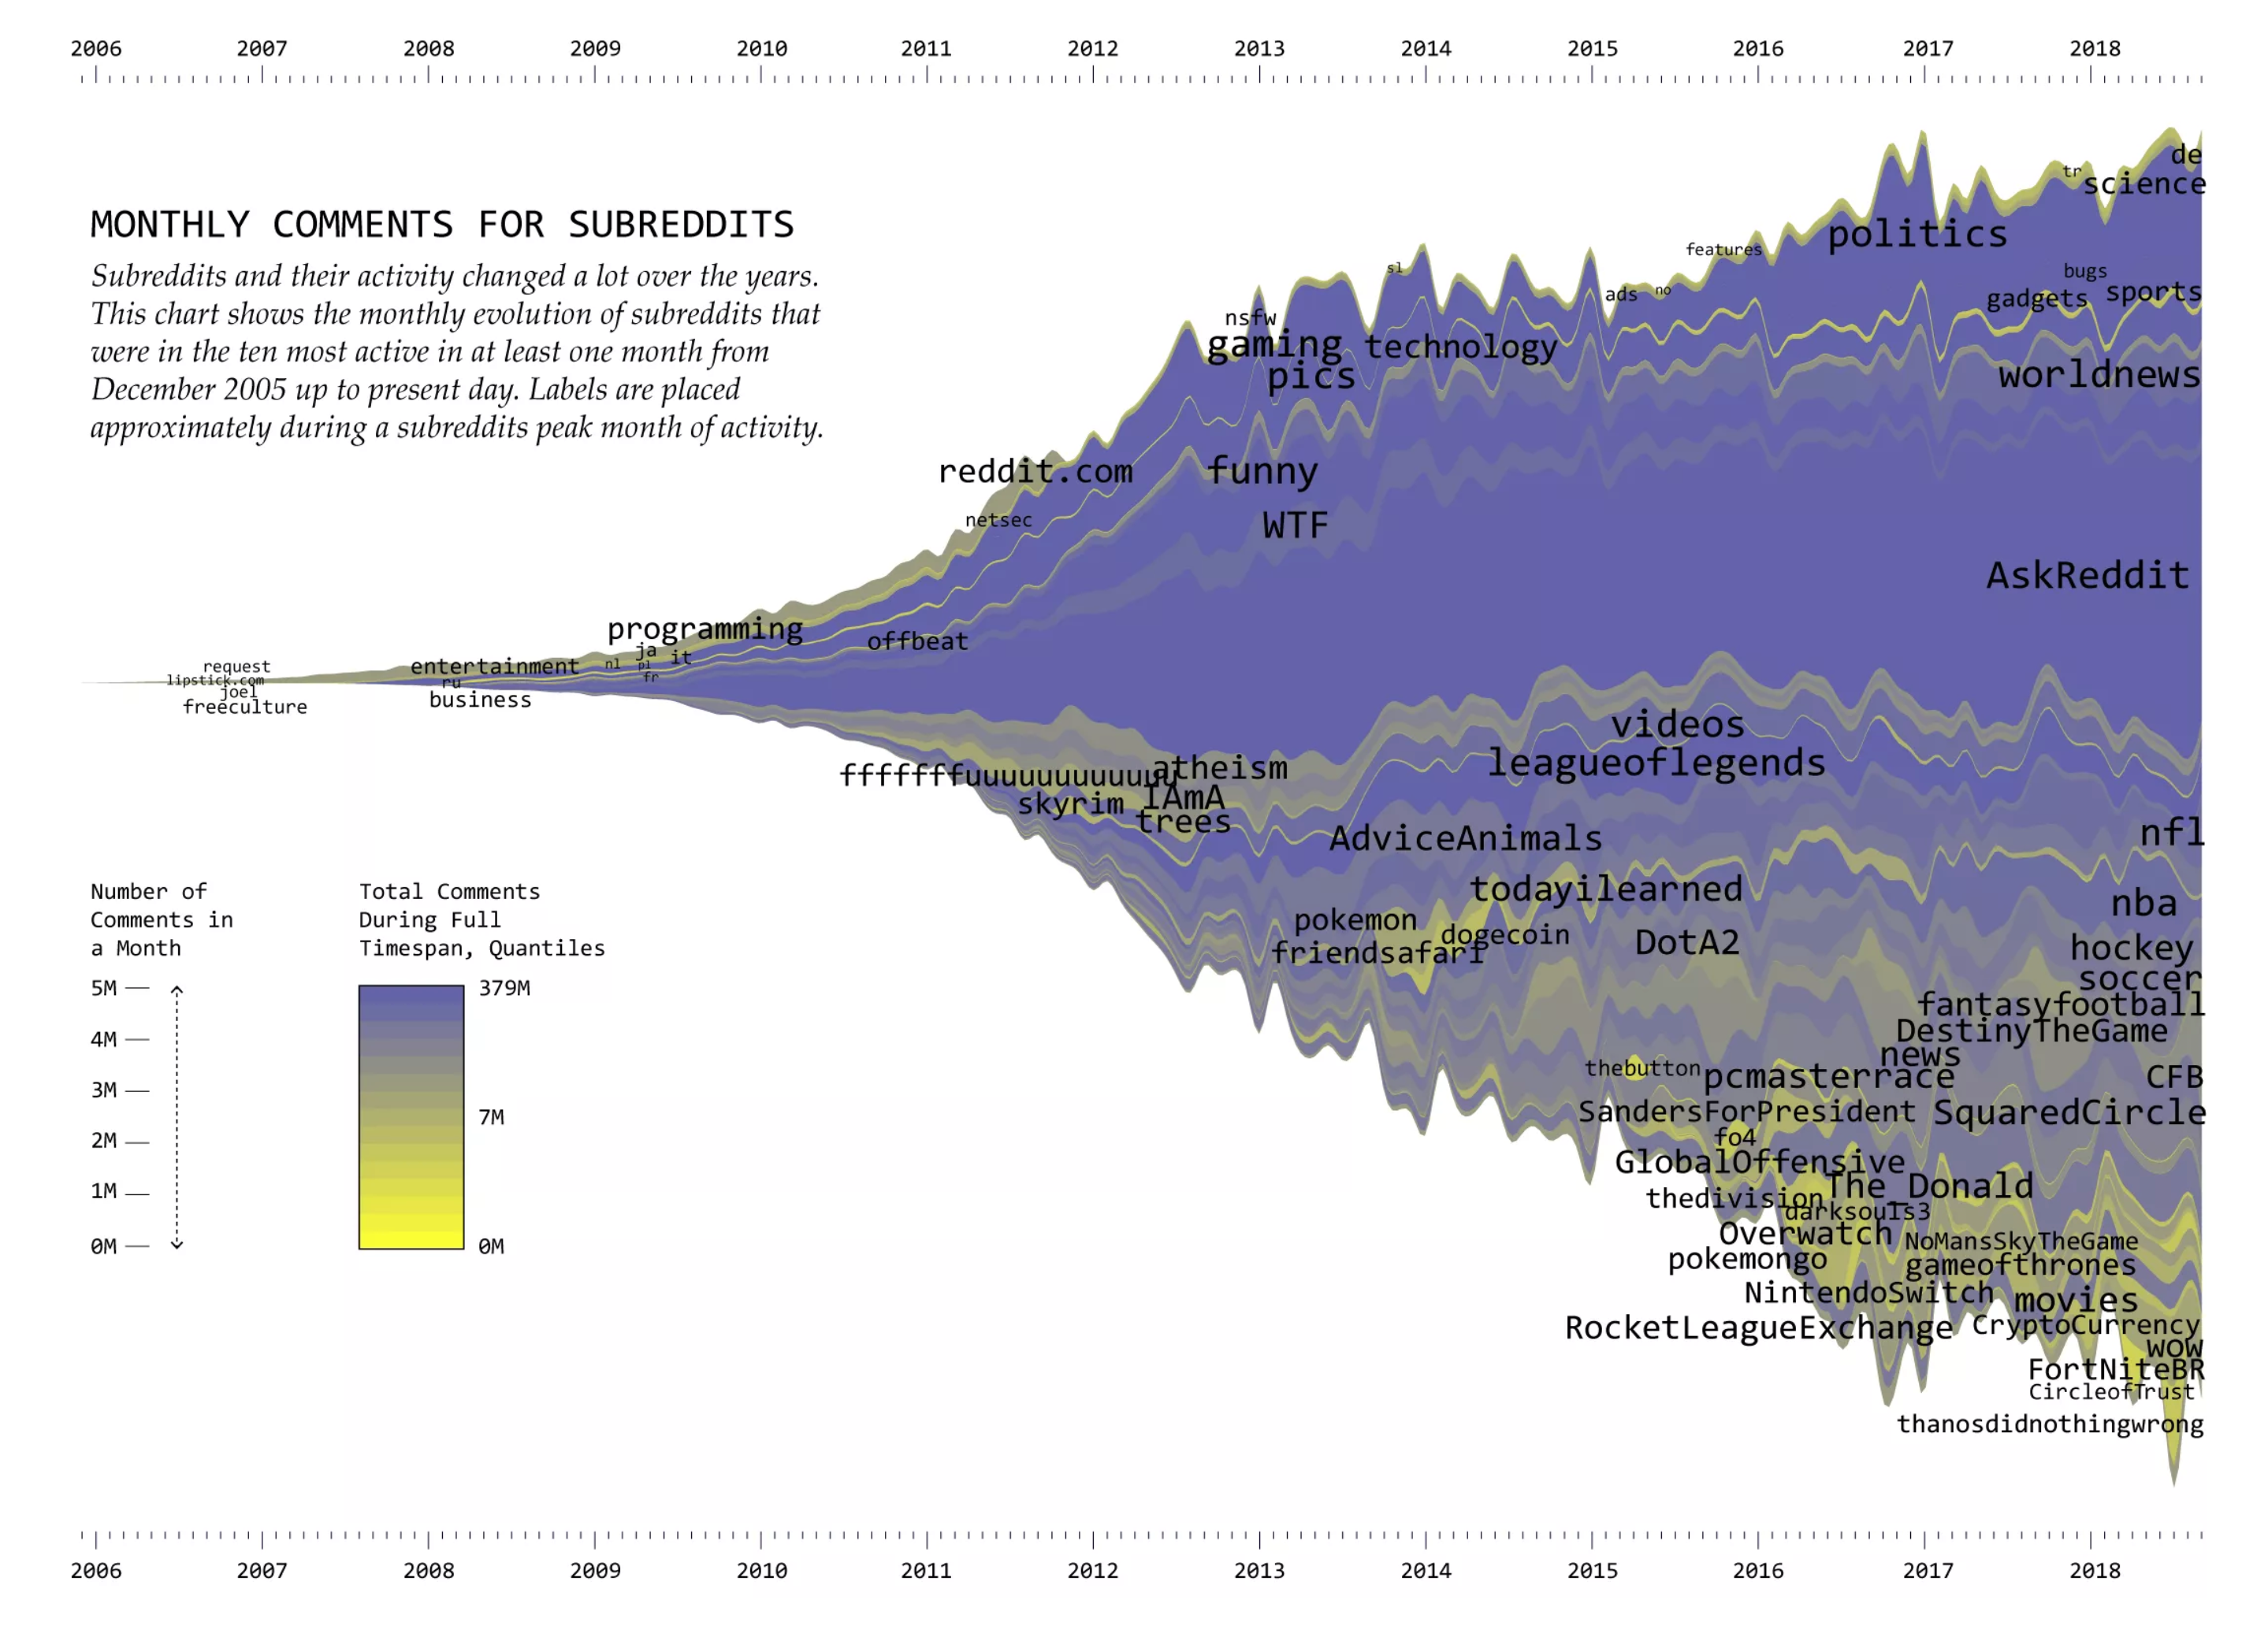 2006 2007 2008 2009 2010 2011 2012 2013 2014 2015 2016 2017 2018
MONTHLY COMMENTS FOR SUBREDDITS
Subreddits and their activity changed a lot over the years.
This chart shows the monthly evolution of subreddits that
were in the ten most active in at least one month from
December 2005 up to present day. Labels are placed
approximately during a subreddits peak month of activity.
de
tr
science
politics
features
sl
bugs
ads
no
gadgets
sports
nsfw
gaming
technology
pics
worldnews
reddit.com
funny
netsec
WTF
AskReddit
programming
offbeat
ja
it
nl
pl
fr
request
entertainment
lipstick.com
ru
joel
business
freeculture
videos
leagueoflegends
atheism
fffffffuuuuuuuuuuuu
IAmA
skyrim
trees
AdviceAnimals
nfl
todayilearned
nba
pokemon
dogecoin
friendsafari
DotA2
hockey
soccer
fantasyfootball
DestinyTheGame
news
thebutton
pcmasterrace
CFB
SandersForPresident
SquaredCircle
fo4
GlobalOffensive
The_Donald
thedivision
darksouls3
Overwatch
NoMansSkyTheGame
pokemongo
gameofthrones
NintendoSwitch
movies
RocketLeagueExchange
CryptoCurrency
wow
FortNiteBR
CircleofTrust
thanosdidnothingwrong
Number of
Comments in
a Month
5M
4M
3M
2M
1M
0M
Total Comments
During Full
Timespan, Quantiles
379M
7M
0M
2006 2007 2008 2009 2010 2011 2012 2013 2014 2015 2016 2017 2018